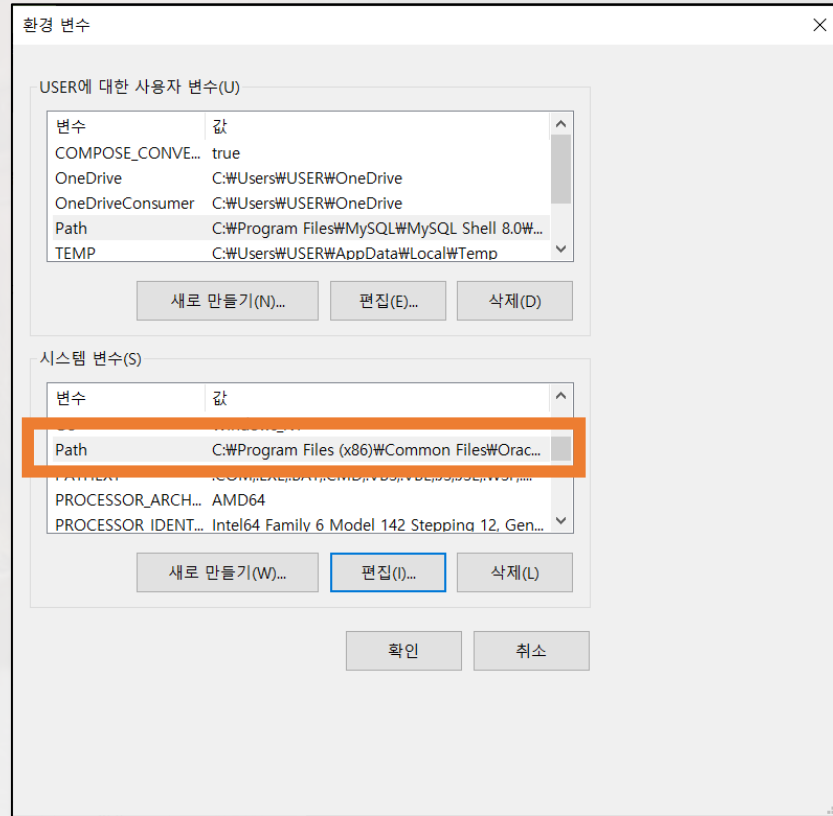 환경 변수
USER에 대한 사용자 변수(U)
변수 값
COMPOSE_CONVE... true
OneDrive C:₩Users₩USER₩OneDrive
OneDriveConsumer C:₩Users₩USER₩OneDrive
Path C:₩Program Files₩MySQL₩MySQL Shell 8.0₩...
TEMP C:₩Users₩USER₩AppData₩Local₩Temp
새로 만들기(N)... 편집(E)... 삭제(D)
시스템 변수(S)
변수 값
Path C:₩Program Files (x86)₩Common Files₩Orac...
PROCESSOR_ARCH... AMD64
PROCESSOR_IDENT... Intel64 Family 6 Model 142 Stepping 12, Gen...
새로 만들기(W)... 편집(I)... 삭제(L)
확인 취소